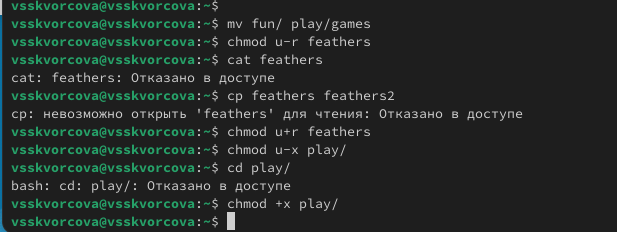 vsskvorcova@vsskvorcova:~$
vsskvorcova@vsskvorcova:~$ mv fun/ play/games
vsskvorcova@vsskvorcova:~$ chmod u-r feathers
vsskvorcova@vsskvorcova:~$ cat feathers
cat: feathers: Отказано в доступе
vsskvorcova@vsskvorcova:~$ cp feathers feathers2
cp: невозможно открыть 'feathers' для чтения: Отказано в доступе
vsskvorcova@vsskvorcova:~$ chmod u+r feathers
vsskvorcova@vsskvorcova:~$ chmod u-x play/
vsskvorcova@vsskvorcova:~$ cd play/
bash: cd: play/: Отказано в доступе
vsskvorcova@vsskvorcova:~$ chmod +x play/
vsskvorcova@vsskvorcova:~$